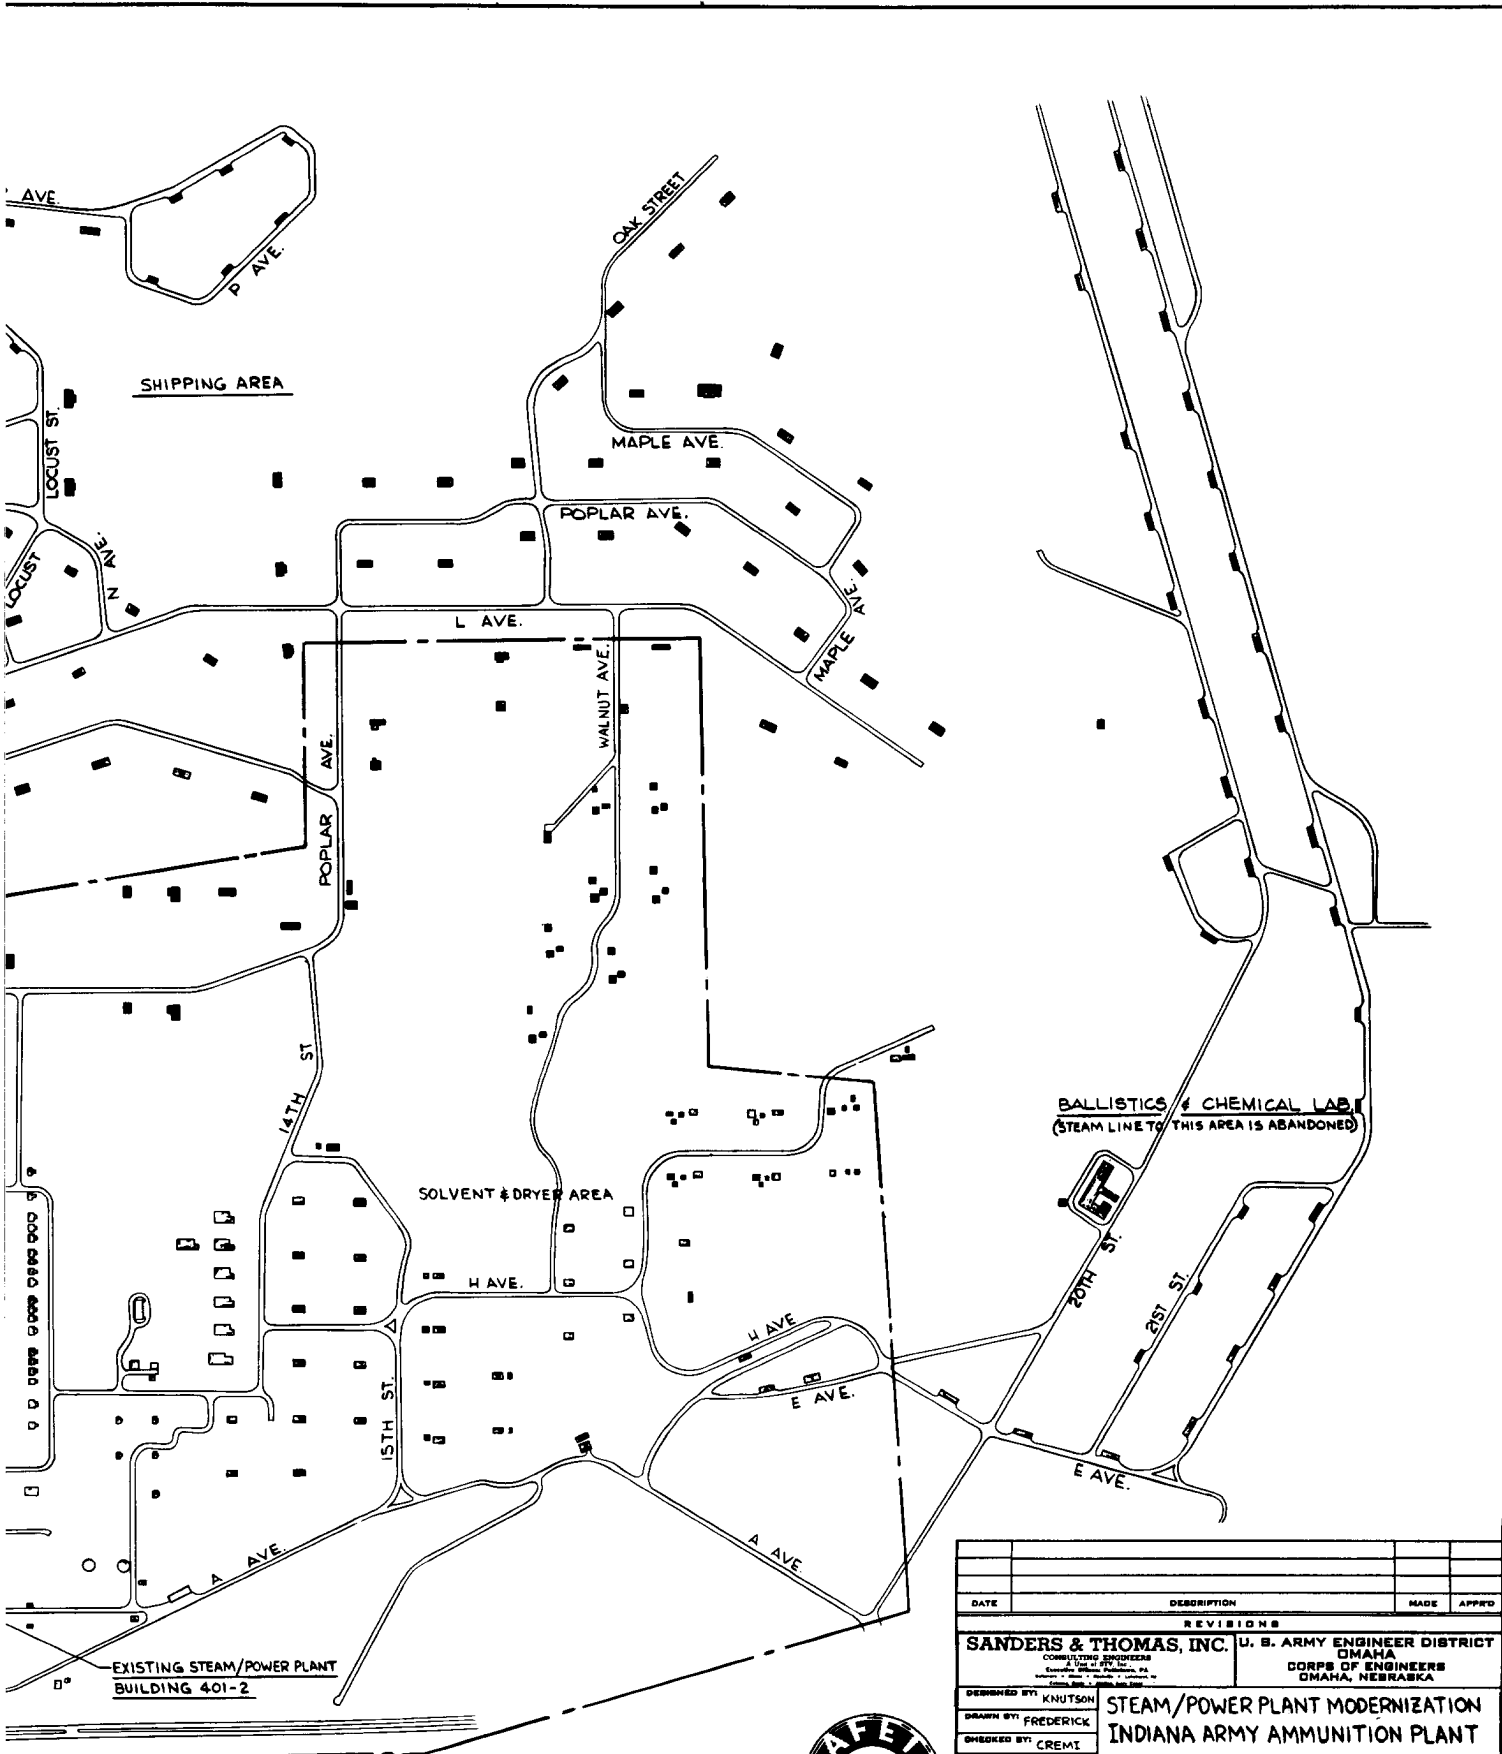 AVE.
P AVE.
OAK STREET
SHIPPING AREA
LOCUST ST.
MAPLE AVE.
POPLAR AVE.
N AVE.
LOCUST
L AVE.
WALNUT AVE.
MAPLE AVE.
POPLAR AVE.
14TH ST
BALLISTICS & CHEMICAL LAB.
(STEAM LINE TO THIS AREA IS ABANDONED)
SOLVENT & DRYER AREA
H AVE.
20TH ST.
21ST ST.
H AVE
E AVE.
15TH ST.
E AVE.
A AVE.
A AVE.
EXISTING STEAM/POWER PLANT
BUILDING 401-2
DATE DESCRIPTION MADE APPR'D
REVISIONS
SANDERS & THOMAS, INC.
CONSULTING ENGINEERS
U. S. ARMY ENGINEER DISTRICT
OMAHA
CORPS OF ENGINEERS
OMAHA, NEBRASKA
DESIGNED BY: KNUTSON
DRAWN BY: FREDERICK
CHECKED BY: CREMI
STEAM/POWER PLANT MODERNIZATION
INDIANA ARMY AMMUNITION PLANT